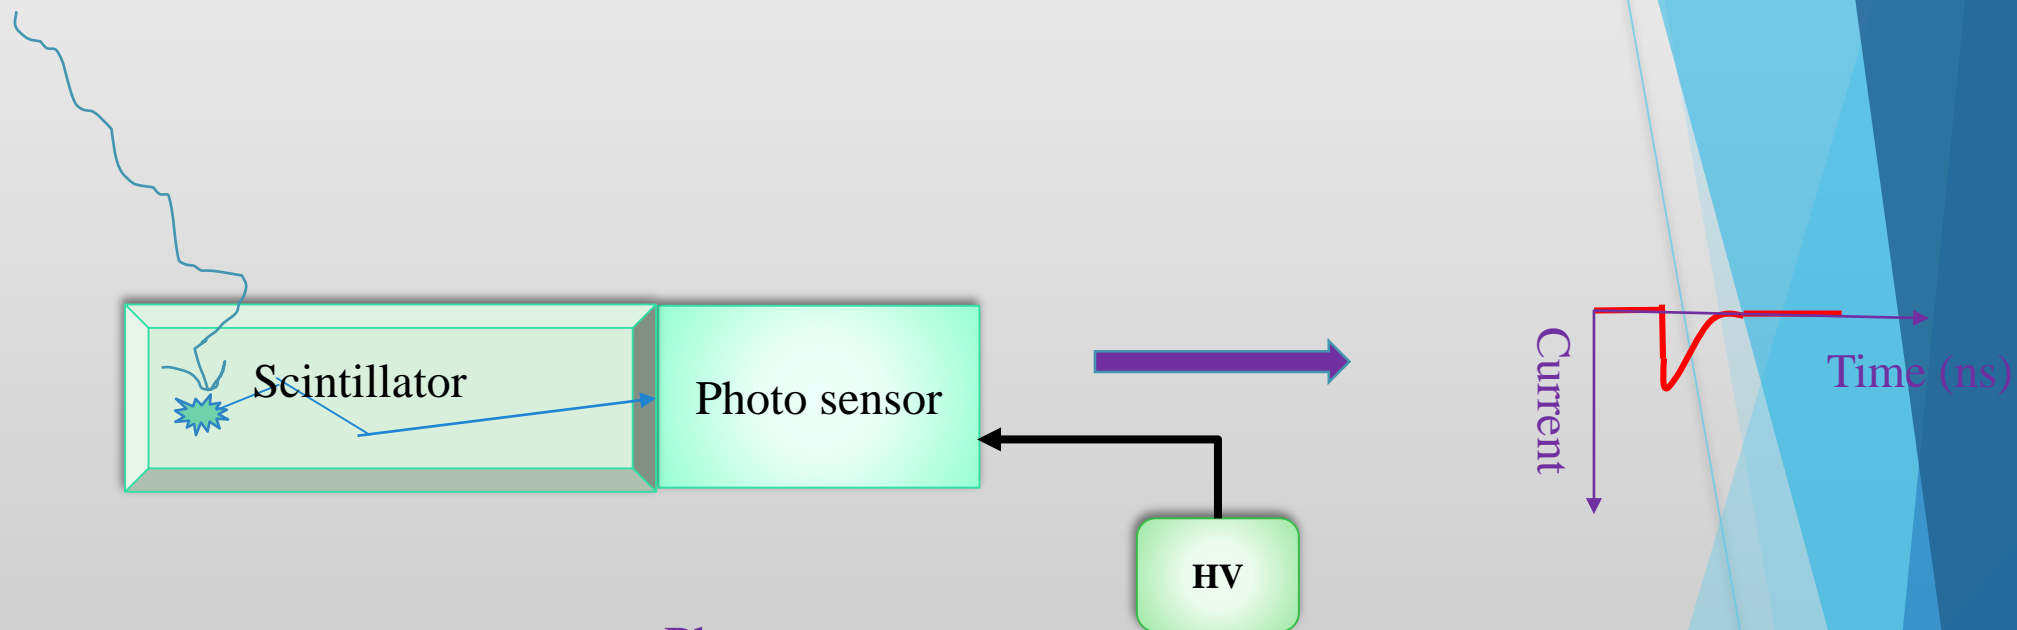 Scintillator
Photo sensor
HV
Current
Time (ns)